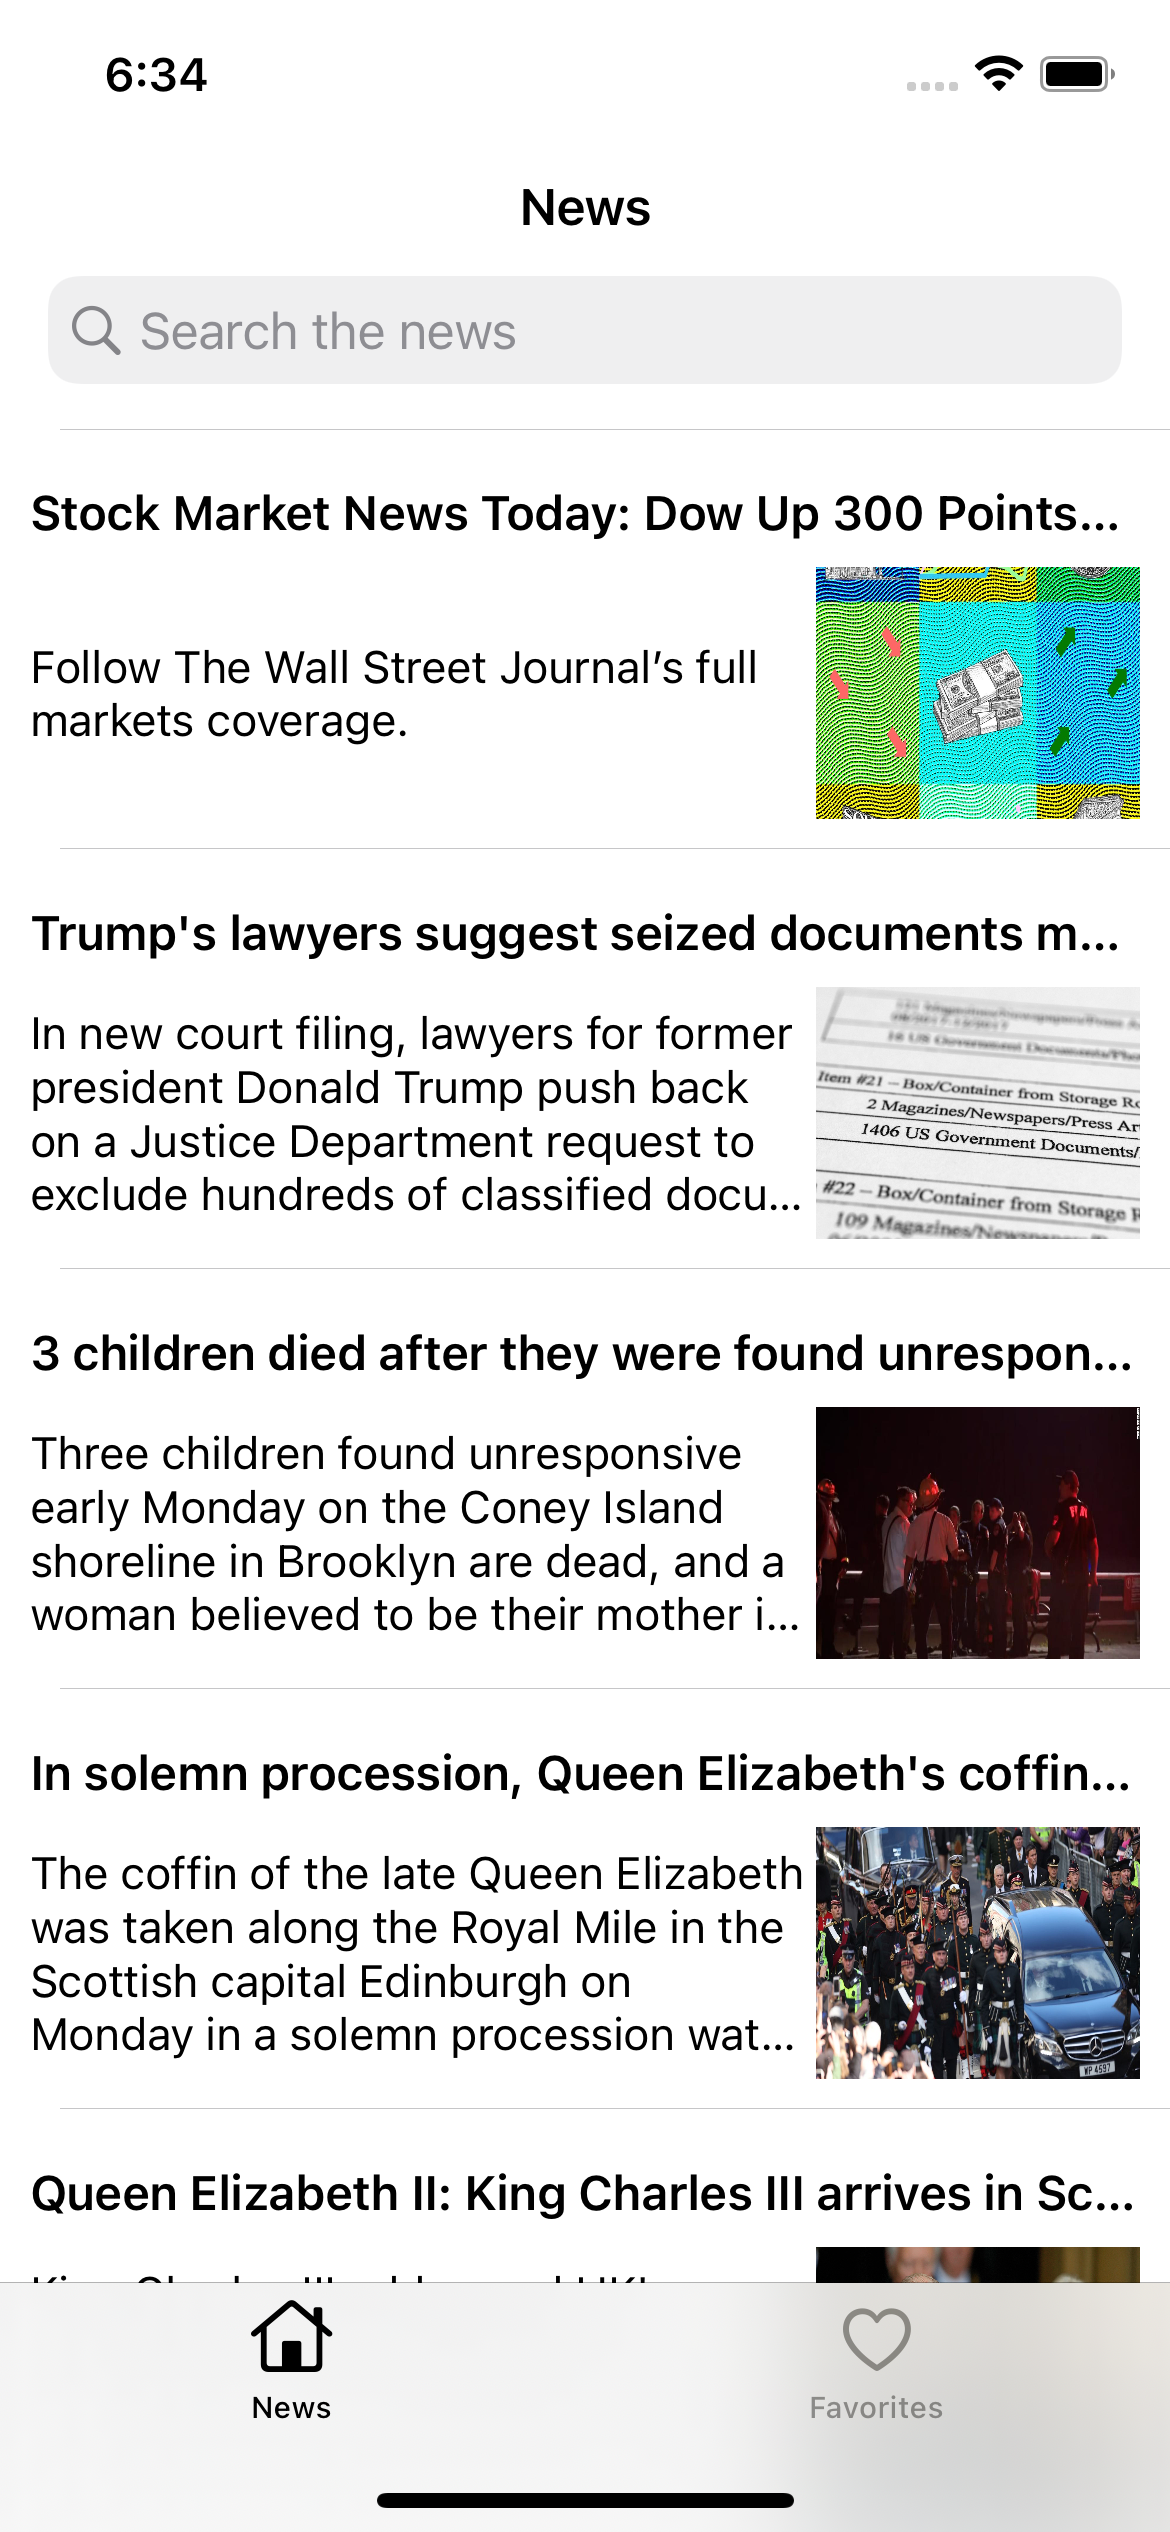 6:34
News
Search the news
Stock Market News Today: Dow Up 300 Points...
Follow The Wall Street Journal’s full
markets coverage.
Trump's lawyers suggest seized documents m...
In new court filing, lawyers for former
president Donald Trump push back
on a Justice Department request to
exclude hundreds of classified docu...
Item #21 – Box/Container from Storage
2 Magazines/Newspapers/Press
1406 US Government Documents/
#22 – Box/Container from Storage
109 Magazines/
3 children died after they were found unrespon...
Three children found unresponsive
early Monday on the Coney Island
shoreline in Brooklyn are dead, and a
woman believed to be their mother i...
In solemn procession, Queen Elizabeth's coffin...
The coffin of the late Queen Elizabeth
was taken along the Royal Mile in the
Scottish capital Edinburgh on
Monday in a solemn procession wat...
Queen Elizabeth II: King Charles III arrives in Sc...
News
Favorites